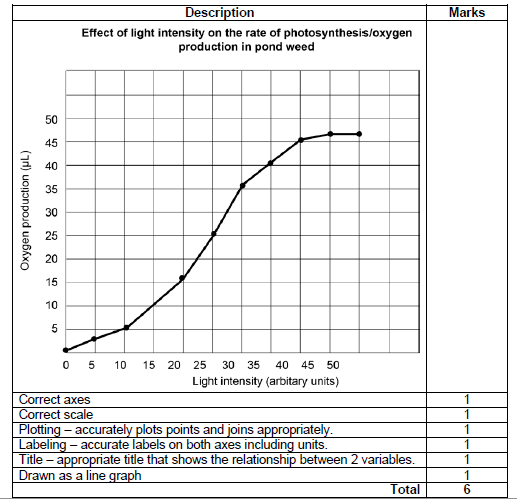 Description Marks
Effect of light intensity on the rate of photosynthesis/oxygen
production in pond weed
Oxygen production (µL)
50
45
40
35
30
25
20
15
10
5
0 5 10 15 20 25 30 35 40 45 50
Light intensity (arbitary units)
Correct axes 1
Correct scale 1
Plotting – accurately plots points and joins appropriately. 1
Labeling – accurate labels on both axes including units. 1
Title – appropriate title that shows the relationship between 2 variables. 1
Drawn as a line graph 1
Total 6